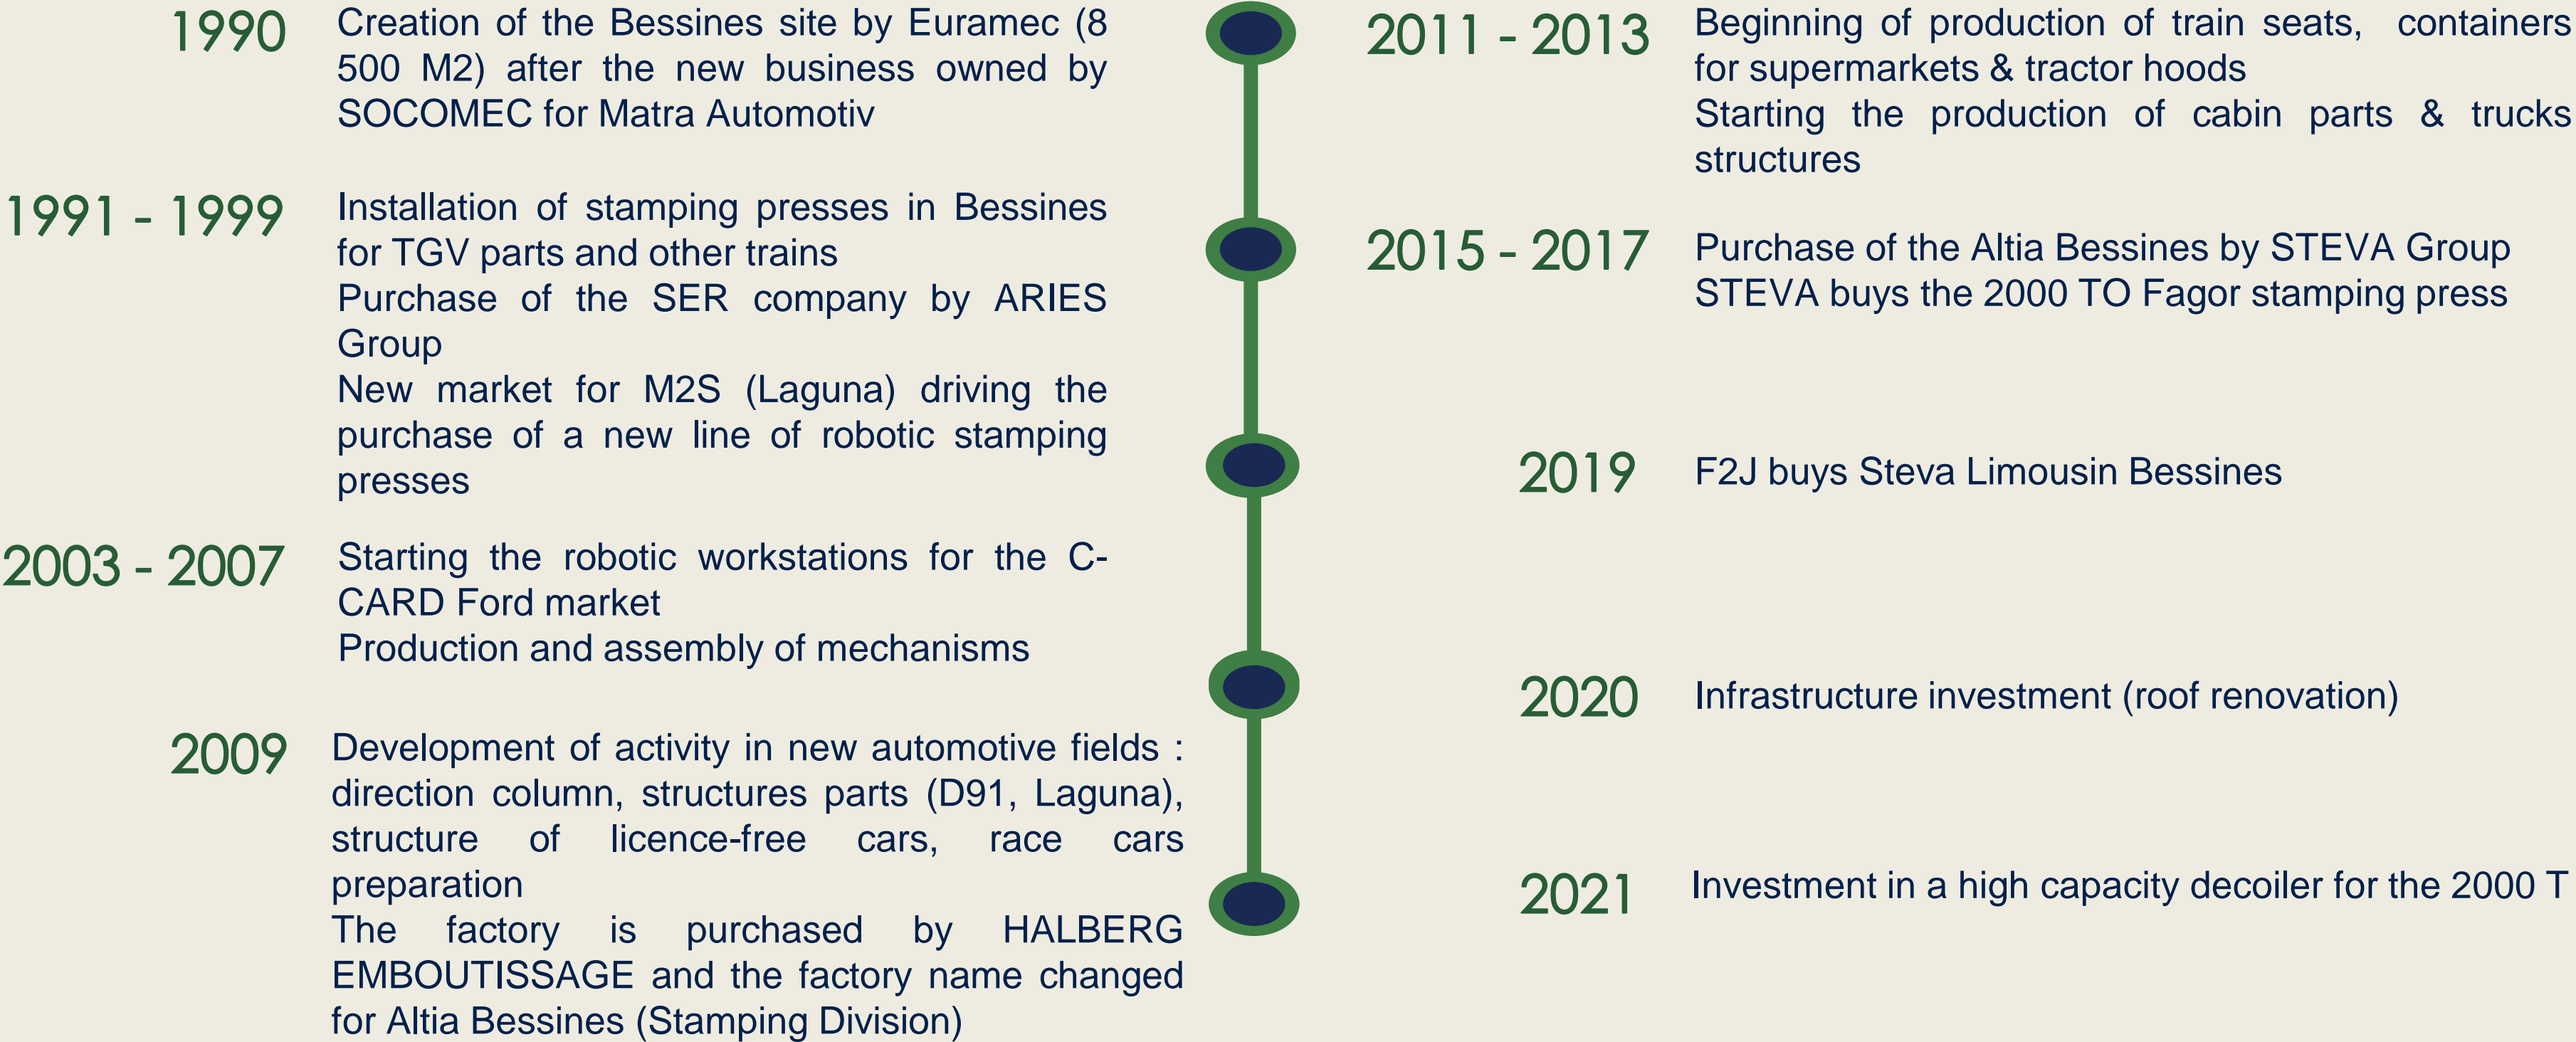 1990
Creation of the Bessines site by Euramec (8
500 M2) after the new business owned by
SOCOMEC for Matra Automotiv
1991 - 1999
Installation of stamping presses in Bessines
for TGV parts and other trains
Purchase of the SER company by ARIES
Group
New market for M2S (Laguna) driving the
purchase of a new line of robotic stamping
presses
2003 - 2007
Starting the robotic workstations for the C-
CARD Ford market
Production and assembly of mechanisms
2009
Development of activity in new automotive fields :
direction column, structures parts (D91, Laguna),
structure of licence-free cars, race cars
preparation
The factory is purchased by HALBERG
EMBOUTISSAGE and the factory name changed
for Altia Bessines (Stamping Division)
2011 - 2013
Beginning of production of train seats, containers
for supermarkets & tractor hoods
Starting the production of cabin parts & trucks
structures
2015 - 2017
Purchase of the Altia Bessines by STEVA Group
STEVA buys the 2000 TO Fagor stamping press
2019
F2J buys Steva Limousin Bessines
2020
Infrastructure investment (roof renovation)
2021
Investment in a high capacity decoiler for the 2000 T